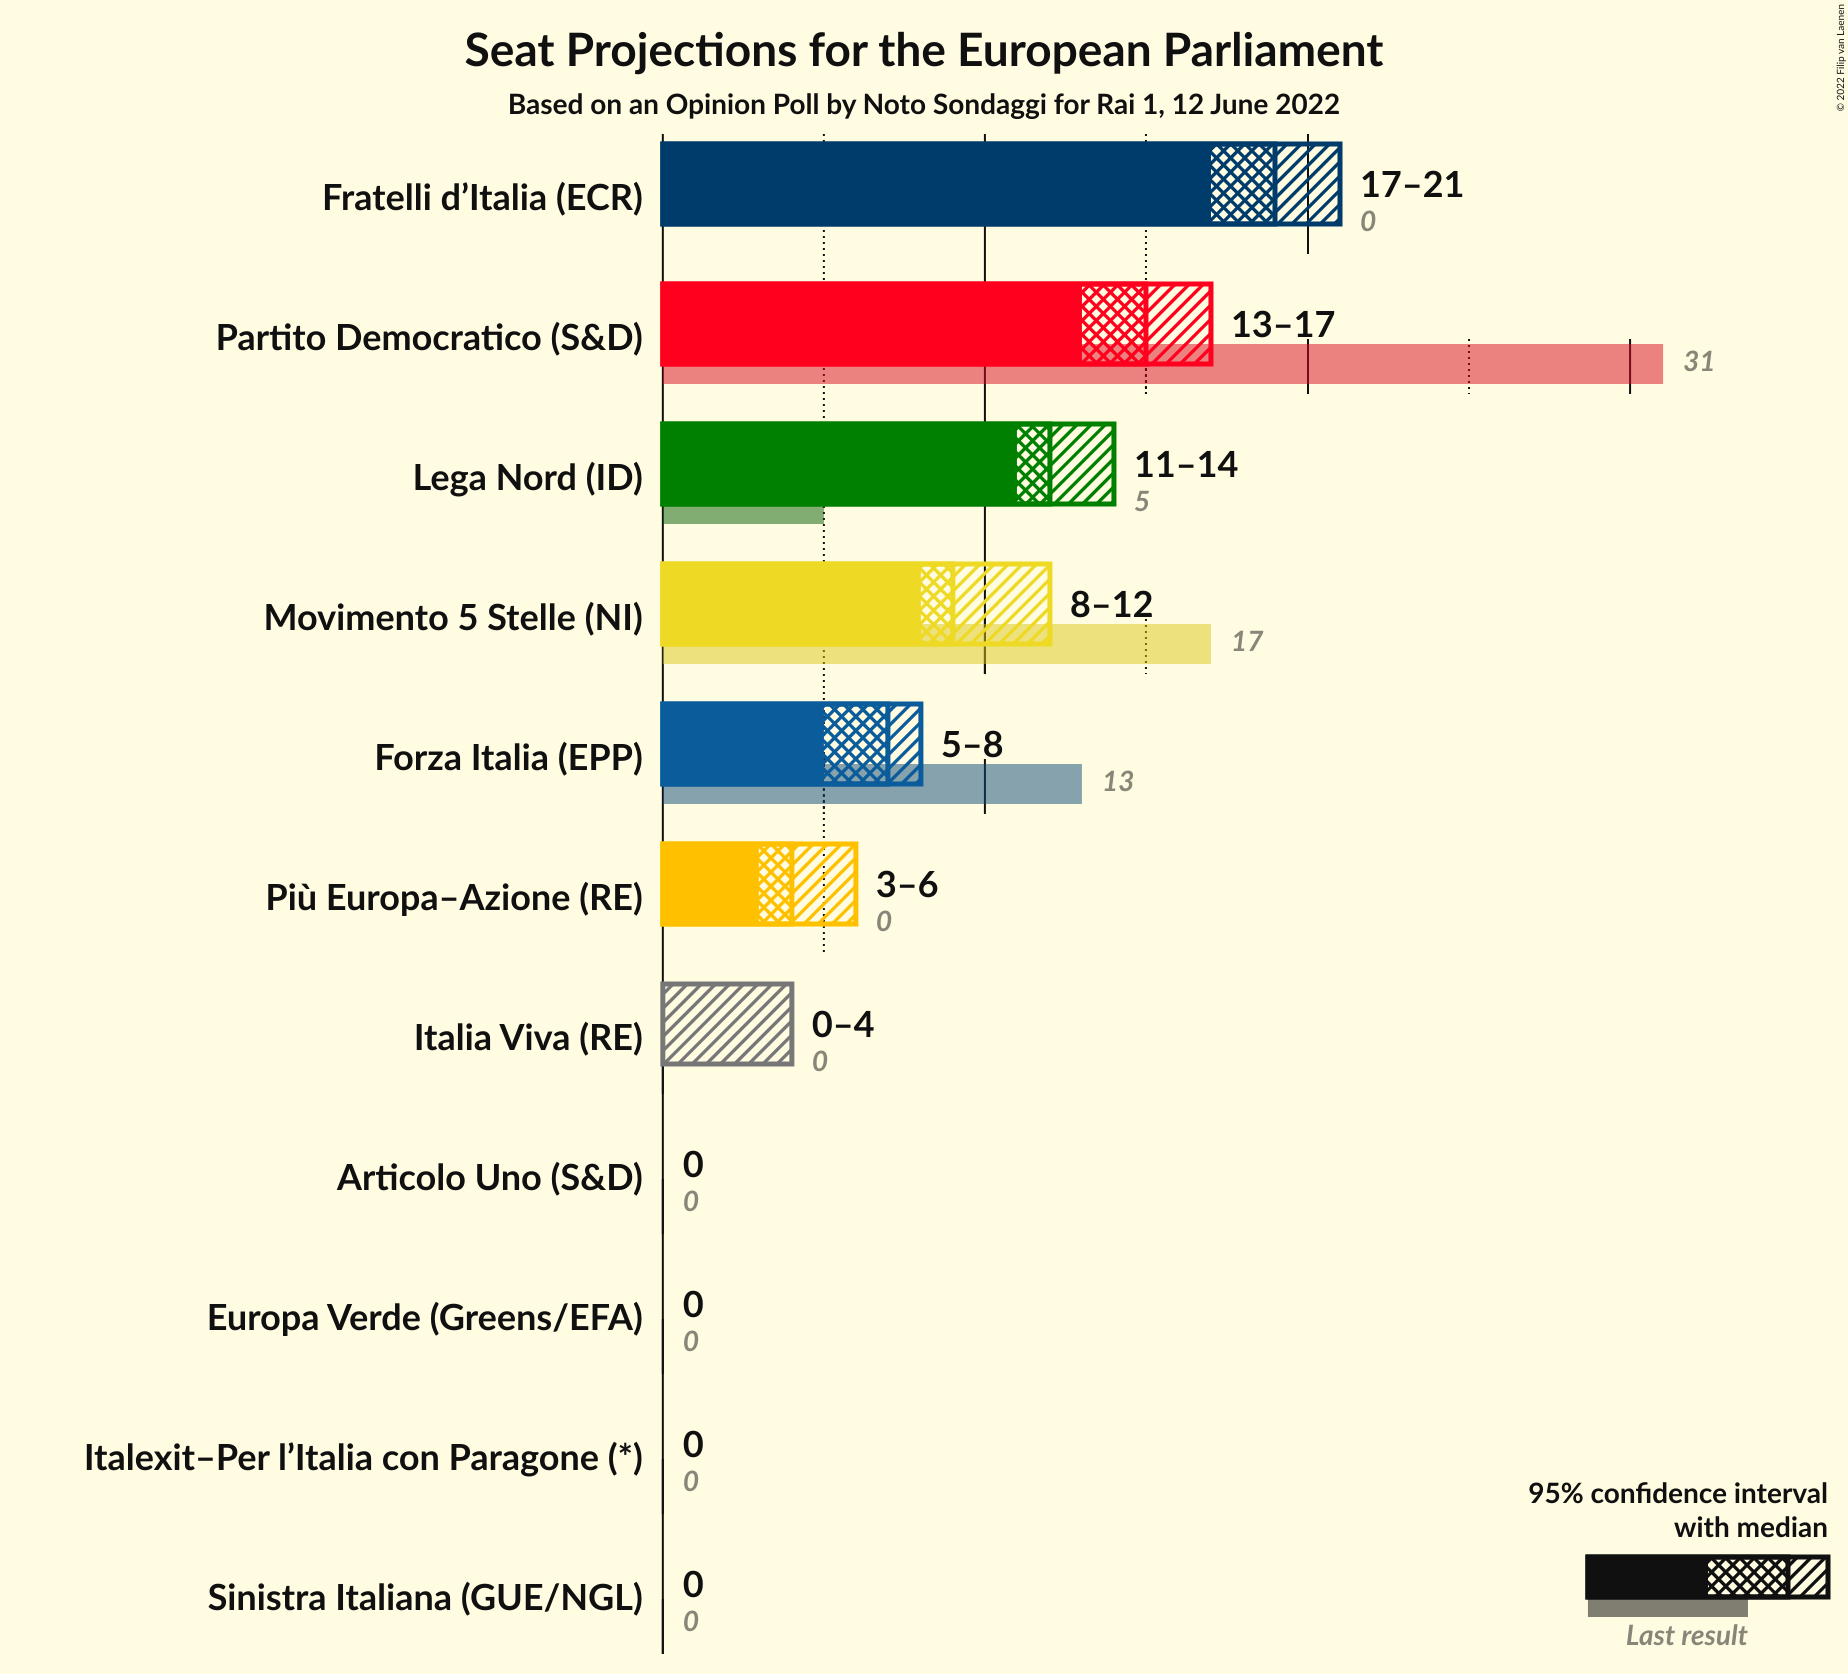 Seat Projections for the European Parliament
Based on an Opinion Poll by Noto Sondaggi for Rai 1, 12 June 2022
© 2022 Filip van Laenen
Fratelli d’Italia (ECR)
17–21
0
Partito Democratico (S&D)
13–17
31
Lega Nord (ID)
11–14
5
Movimento 5 Stelle (NI)
8–12
17
Forza Italia (EPP)
5–8
13
Più Europa–Azione (RE)
3–6
0
Italia Viva (RE)
0–4
0
Articolo Uno (S&D)
0
0
Europa Verde (Greens/EFA)
0
0
Italexit–Per l’Italia con Paragone (*)
0
0
Sinistra Italiana (GUE/NGL)
0
0
95% confidence interval
with median
Last result